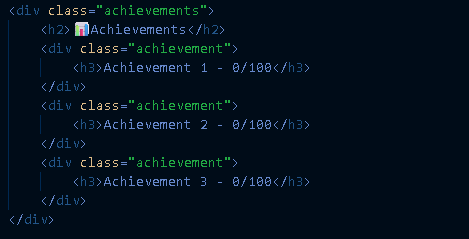 <div class="achievements">
    <h2>📊Achievements</h2>
    <div class="achievement">
        <h3>Achievement 1 - 0/100</h3>
    </div>
    <div class="achievement">
        <h3>Achievement 2 - 0/100</h3>
    </div>
    <div class="achievement">
        <h3>Achievement 3 - 0/100</h3>
    </div>
</div>